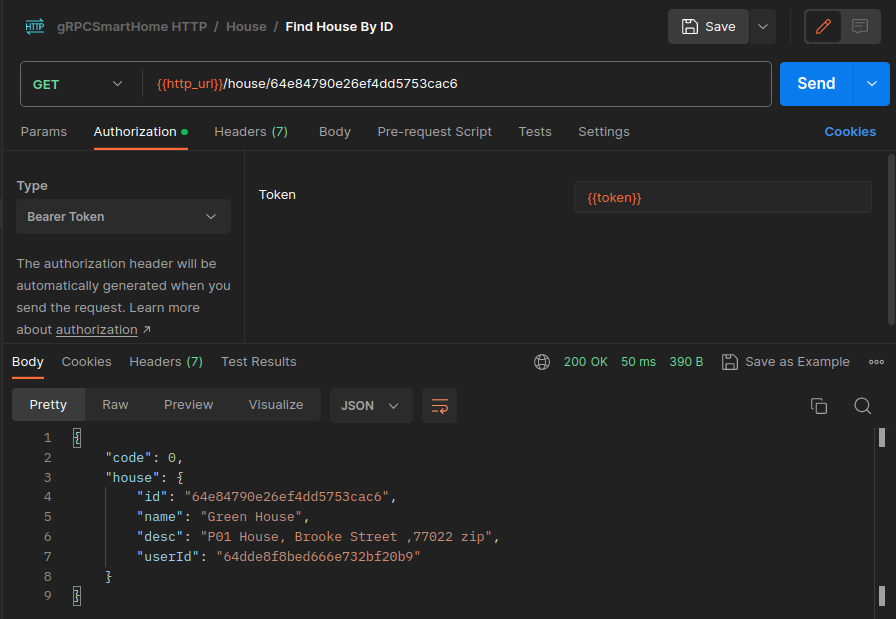 HTTP gRPCSmartHome HTTP / House / Find House By ID Save
GET {{http_url}}/house/64e84790e26ef4dd5753cac6 Send
Params Authorization Headers (7) Body Pre-request Script Tests Settings Cookies
Type
Bearer Token
The authorization header will be
automatically generated when you
send the request. Learn more
about authorization ↗
Token {{token}}
Body Cookies Headers (7) Test Results 200 OK 50 ms 390 B Save as Example
Pretty Raw Preview Visualize JSON
1 {
2 "code": 0,
3 "house": {
4 "id": "64e84790e26ef4dd5753cac6",
5 "name": "Green House",
6 "desc": "P01 House, Brooke Street ,77022 zip",
7 "userId": "64dde8f8bed666e732bf20b9"
8 }
9 }